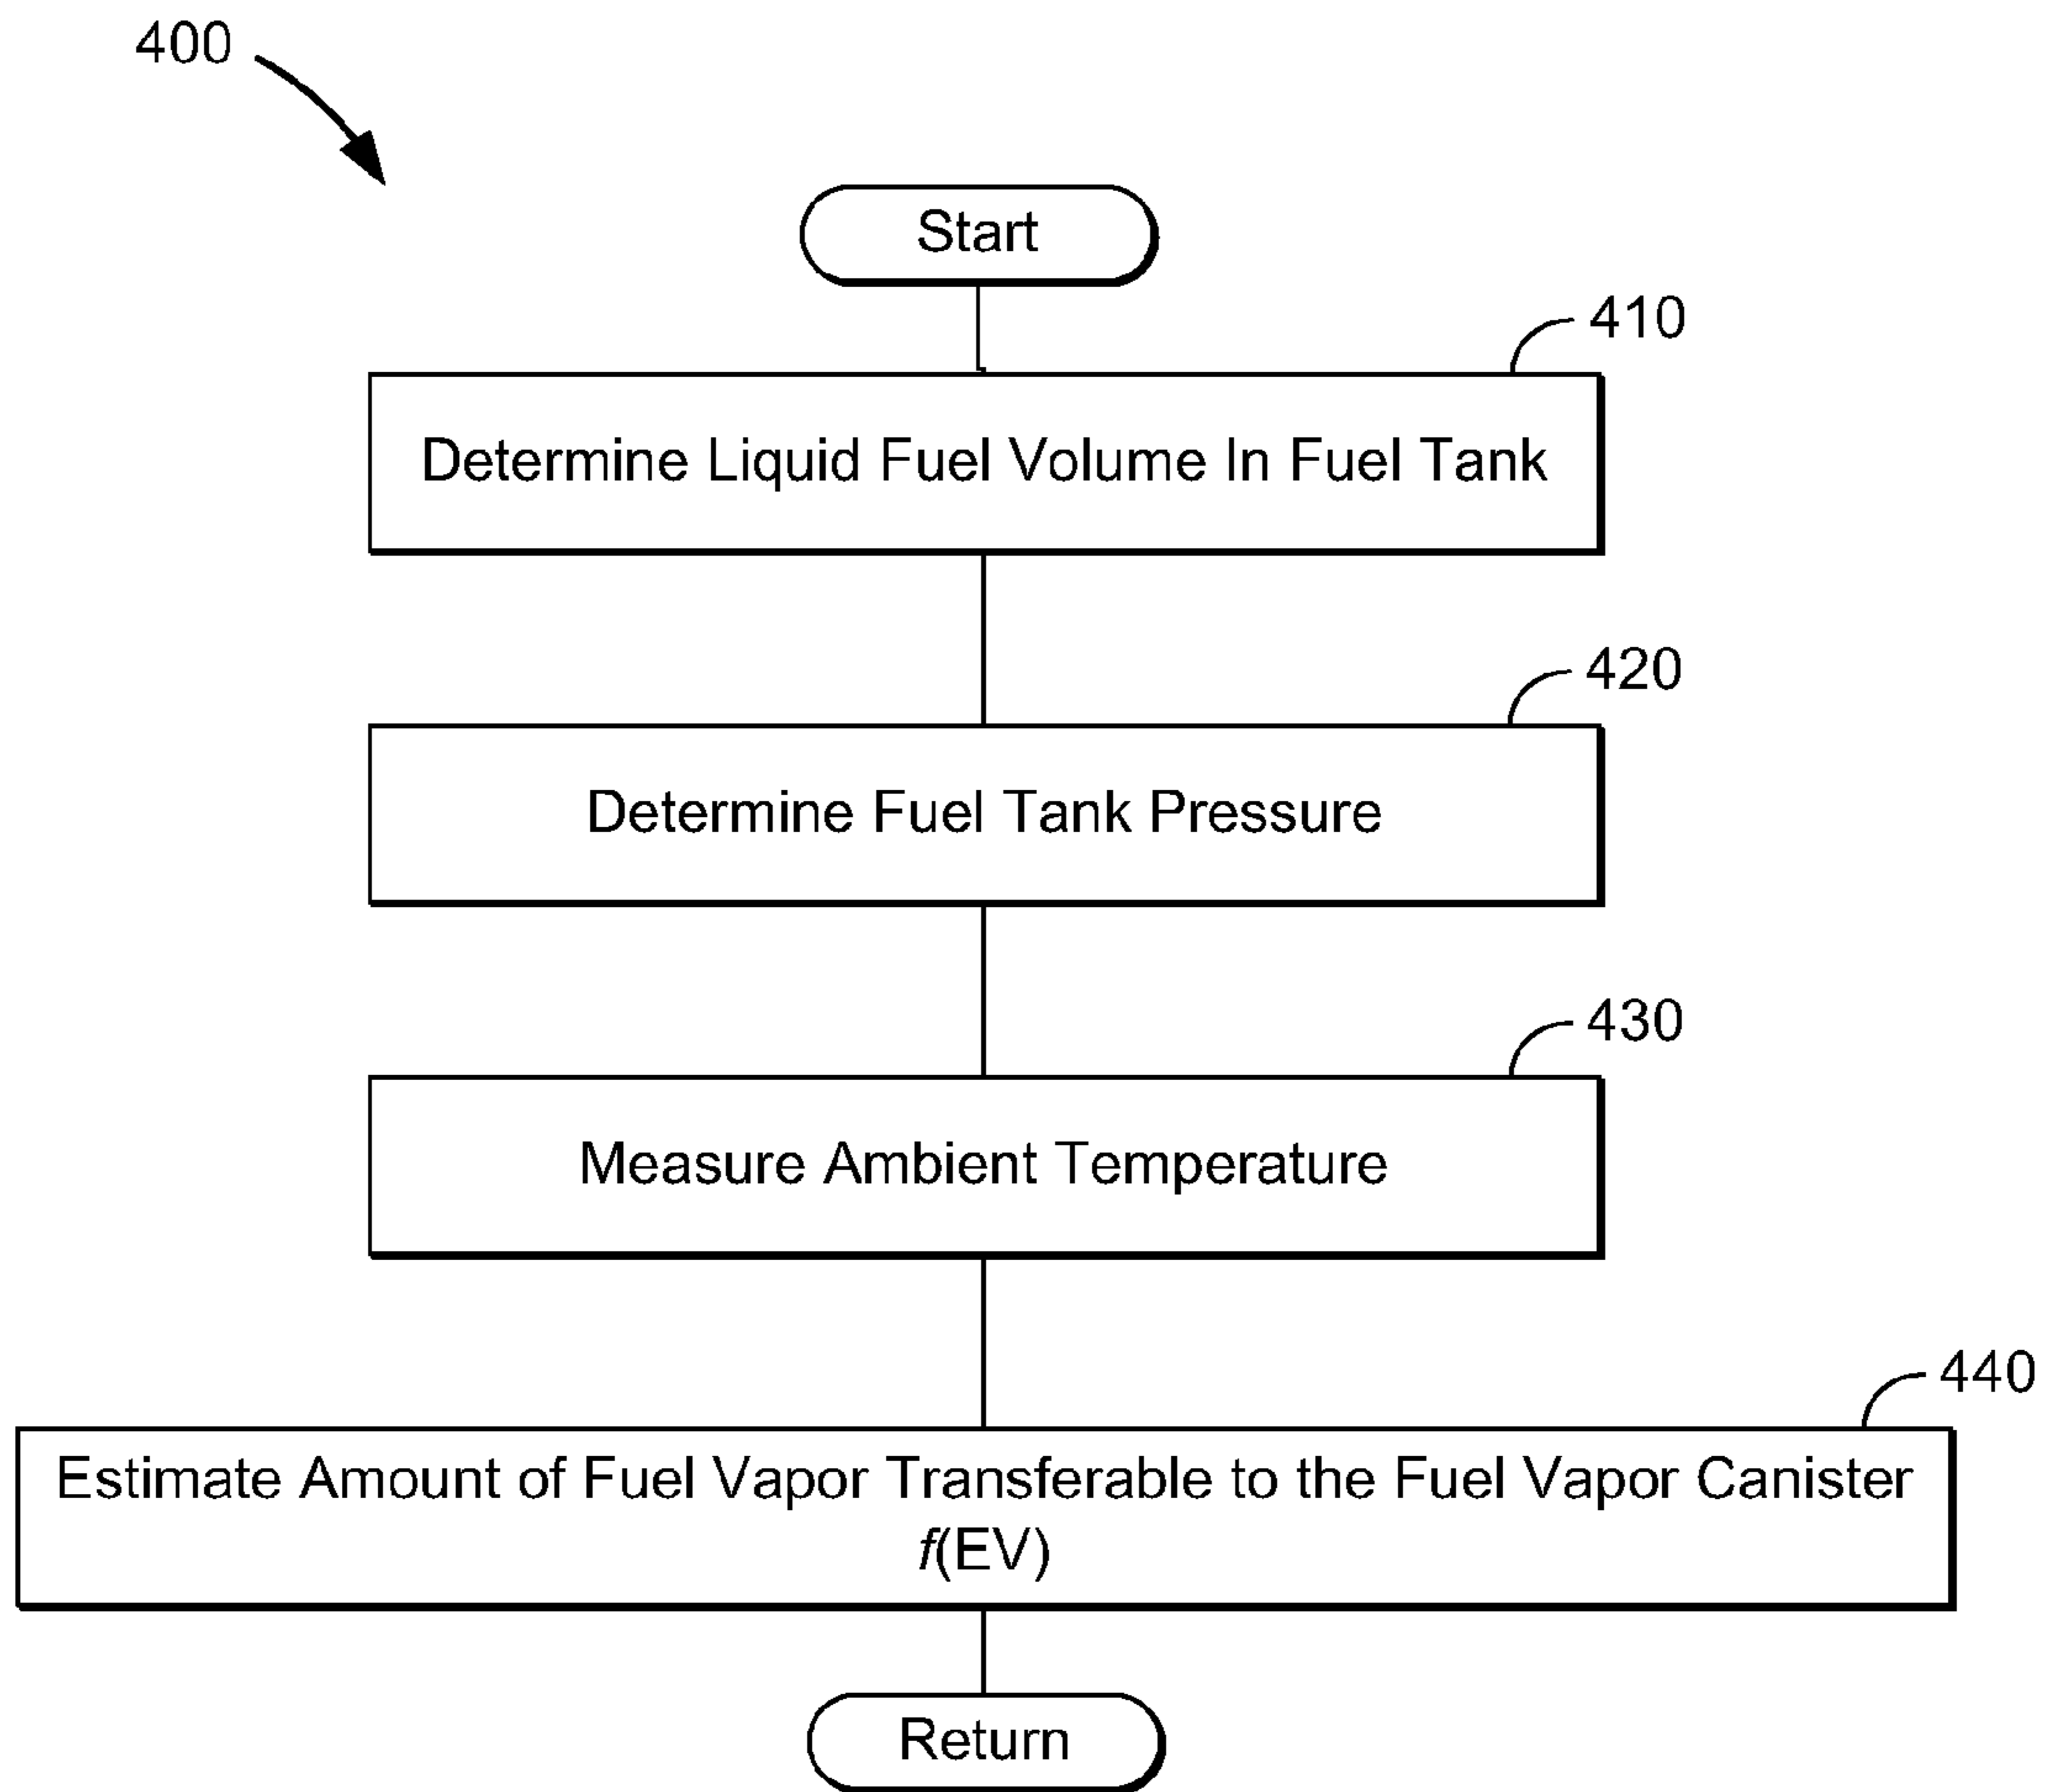 400
Start
410
Determine Liquid Fuel Volume In Fuel Tank
420
Determine Fuel Tank Pressure
430
Measure Ambient Temperature
440
Estimate Amount of Fuel Vapor Transferable to the Fuel Vapor Canister
f(EV)
Return